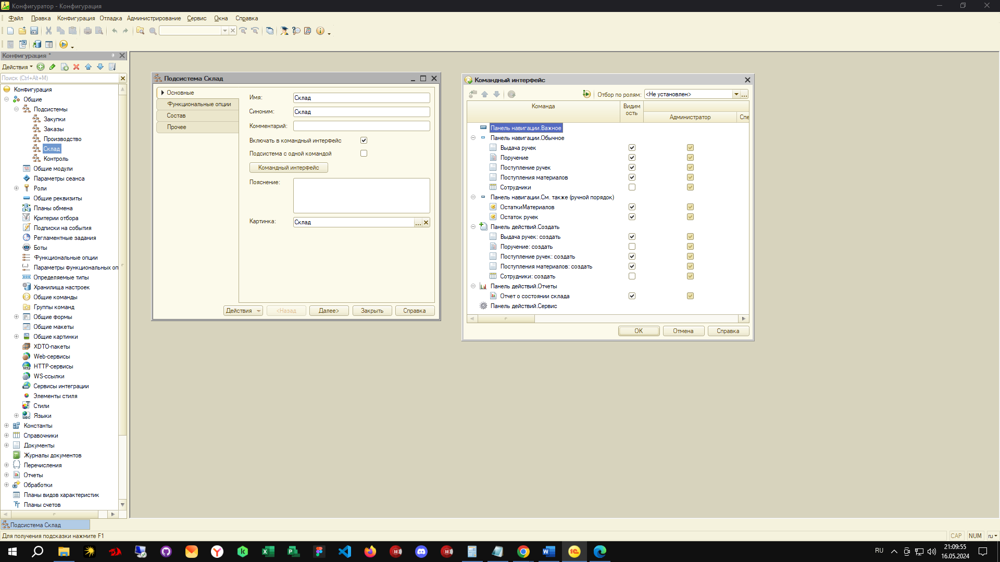 Конфигуратор - Конфигурация
Файл Правка Конфигурация Отладка Администрирование Сервис Окна Справка
Конфигурация *
Действия
Поиск (Ctrl+Alt+M)
Конфигурация
Общие
Подсистемы
Закупки
Заказы
Производство
Склад
Контроль
Общие модули
Параметры сеанса
Роли
Общие реквизиты
Планы обмена
Критерии отбора
Подписки на события
Регламентные задания
Боты
Функциональные опции
Параметры функциональных оп
Определяемые типы
Хранилища настроек
Общие команды
Группы команд
Общие формы
Общие макеты
Общие картинки
XDTO-пакеты
Web-сервисы
HTTP-сервисы
WS-ссылки
Сервисы интеграции
Элементы стиля
Стили
Языки
Константы
Справочники
Документы
Журналы документов
Перечисления
Отчеты
Обработки
Планы видов характеристик
Планы счетов
Подсистема Склад
Основные
Функциональные опции
Состав
Прочее
Имя: Склад
Синоним: Склад
Комментарий:
Включать в командный интерфейс
Подсистема с одной командой
Командный интерфейс
Пояснение:
Картинка: Склад
Действия <Назад Далее> Закрыть Справка
Командный интерфейс
Отбор по ролям: <Не установлен>
Команда Видим ость Администратор Спе
Панель навигации.Важное
Панель навигации.Обычное
Выдача ручек
Поручение
Поступление ручек
Поступления материалов
Сотрудники
Панель навигации.См. также (ручной порядок)
ОстаткиМатериалов
Остаток ручек
Панель действий.Создать
Выдача ручек: создать
Поручение: создать
Поступление ручек: создать
Поступления материалов: создать
Сотрудники: создать
Панель действий.Отчеты
Отчет о состоянии склада
Панель действий.Сервис
OK Отмена Справка
Подсистема Склад
Для получения подсказки нажмите F1
CAP NUM ru
RU 21:09:55
16.05.2024